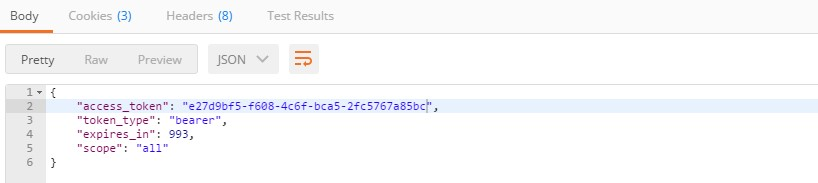 Body Cookies (3) Headers (8) Test Results
Pretty Raw Preview JSON
1 {
2 "access_token": "e27d9bf5-f608-4c6f-bca5-2fc5767a85bc",
3 "token_type": "bearer",
4 "expires_in": 993,
5 "scope": "all"
6 }